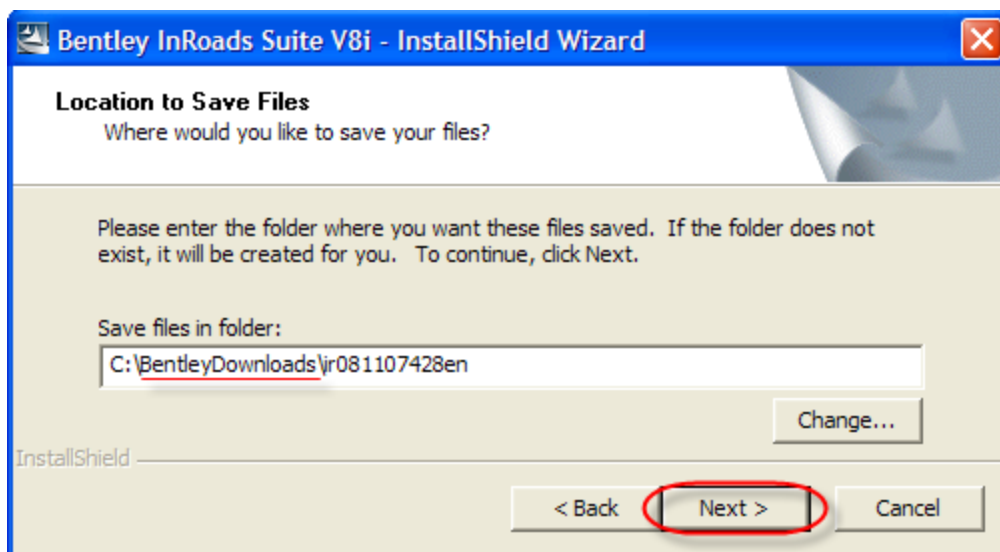 Bentley InRoads Suite V8i - InstallShield Wizard
Location to Save Files
Where would you like to save your files?
Please enter the folder where you want these files saved.  If the folder does not
exist, it will be created for you.   To continue, click Next.
Save files in folder:
C:\BentleyDownloads\ir081107428en
Change...
InstallShield
< Back
Next >
Cancel